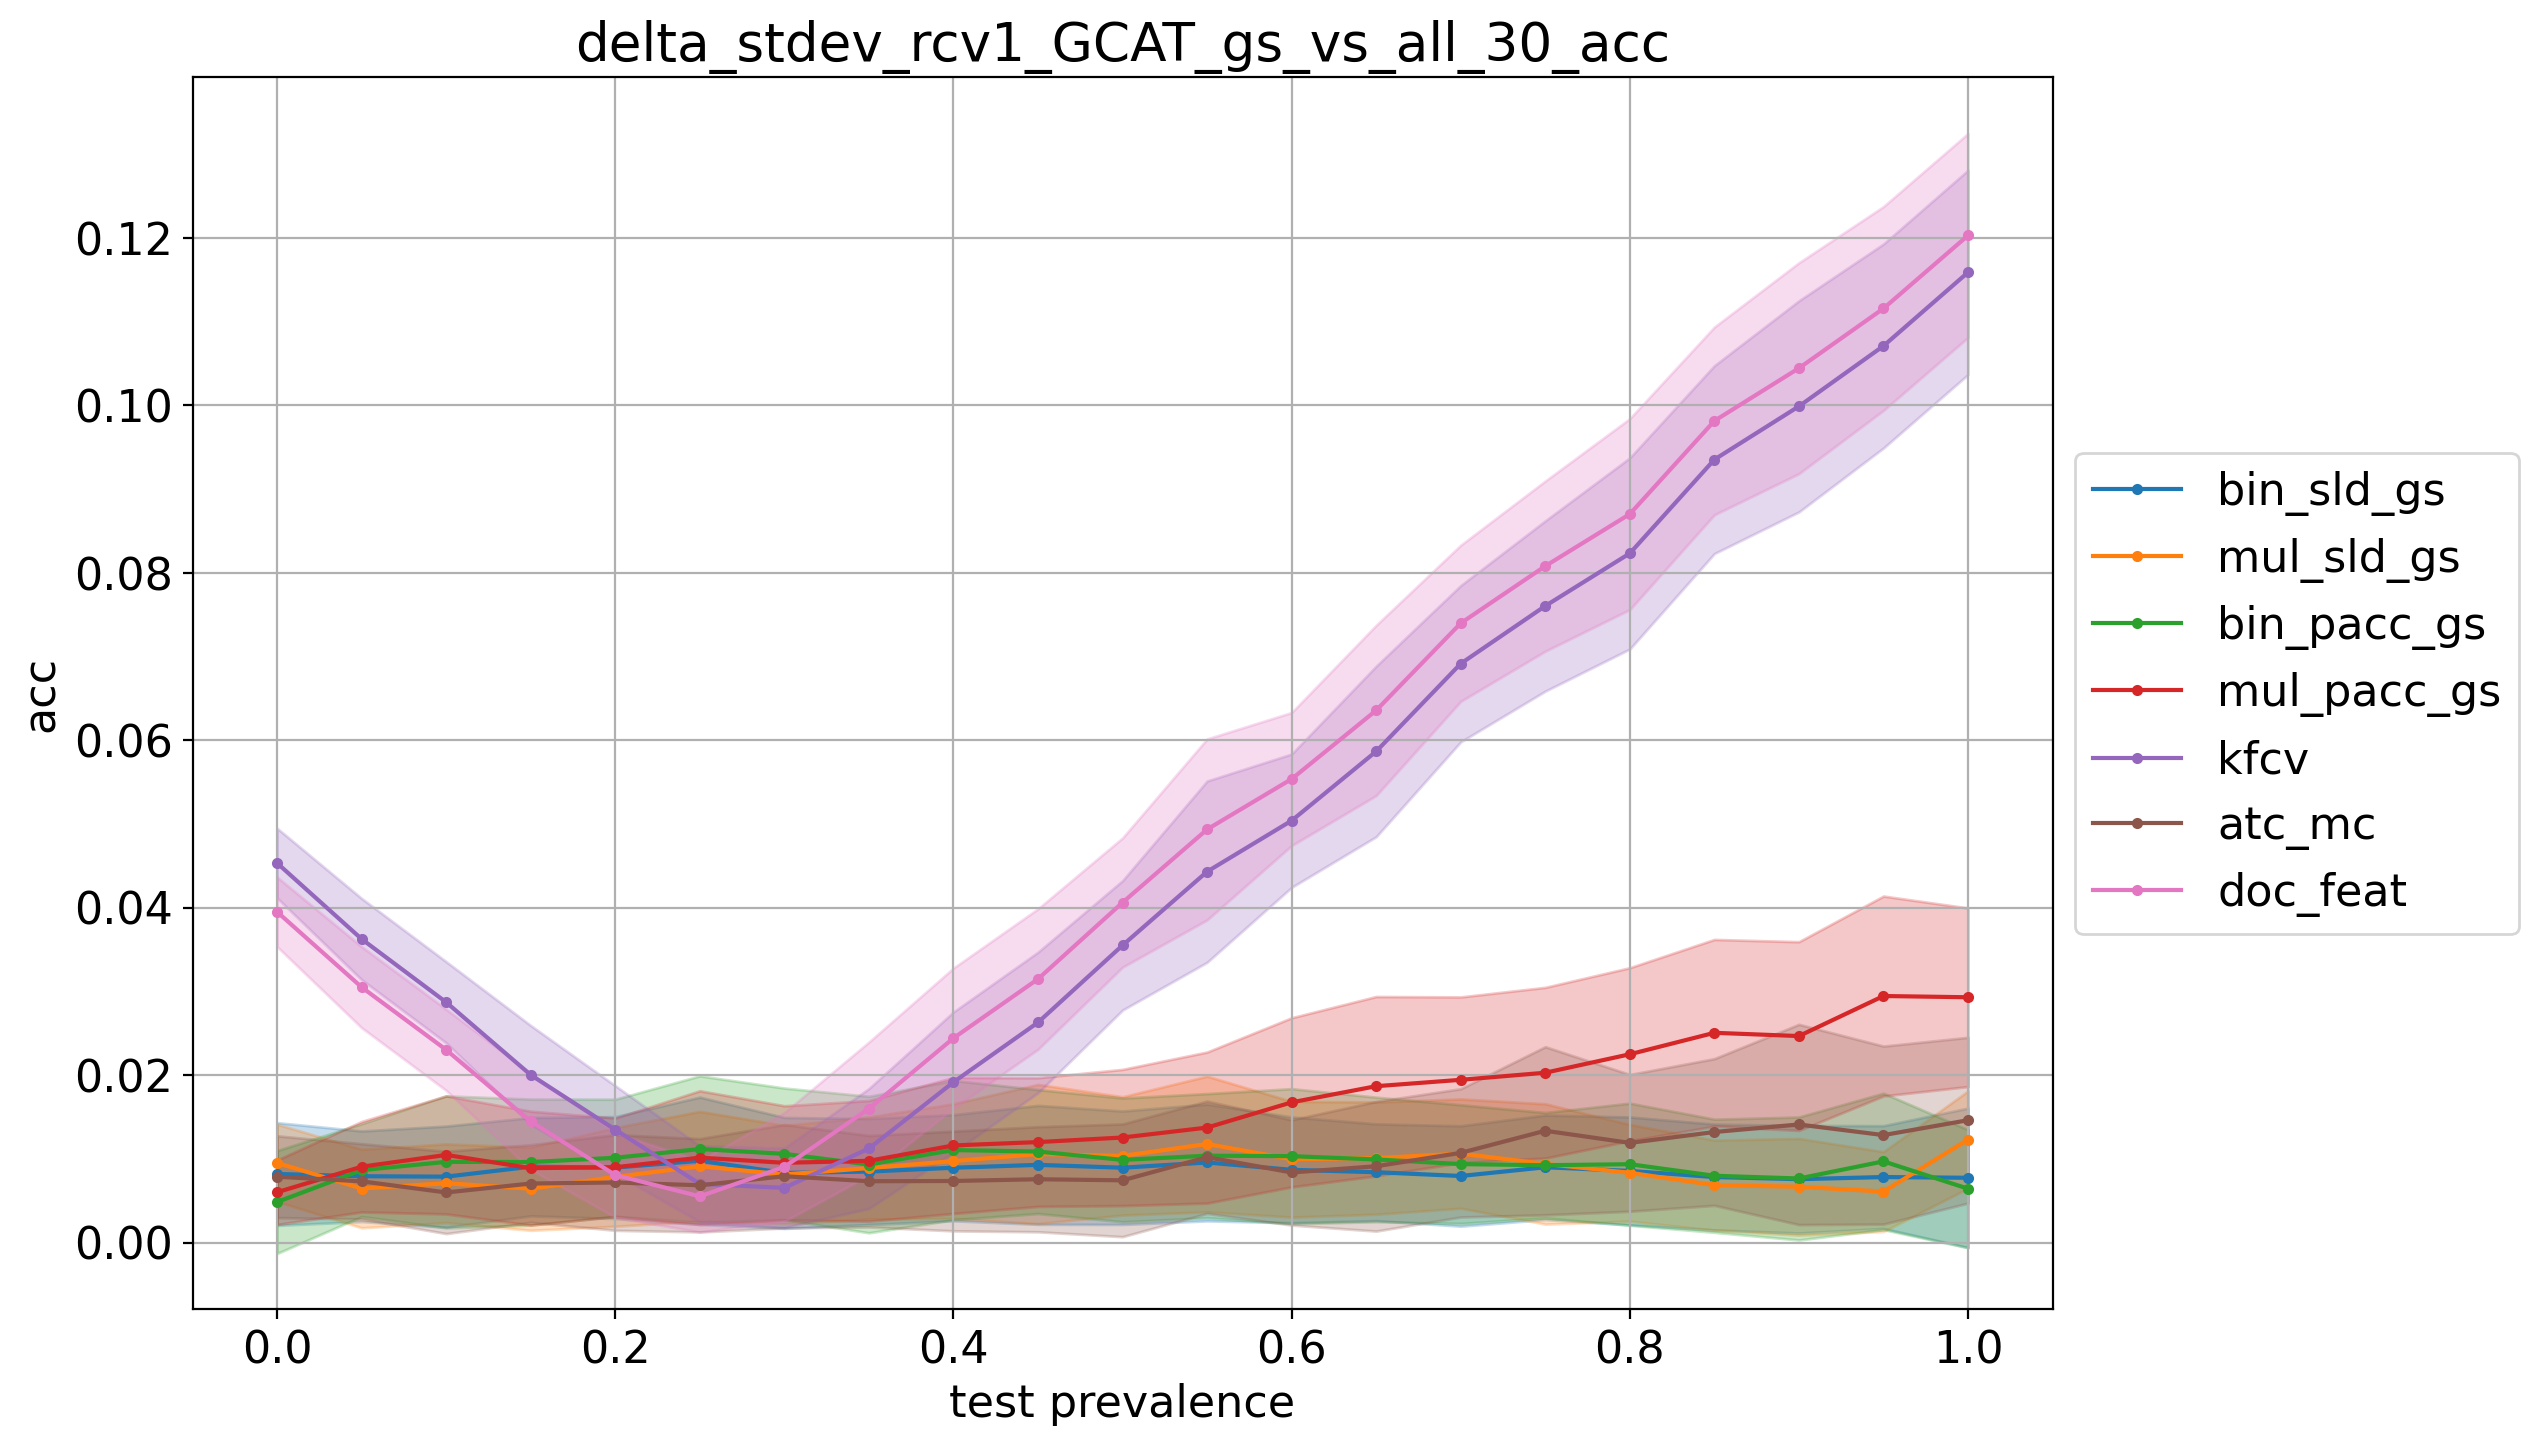 delta_stdev_rcv1_GCAT_gs_vs_all_30_acc
0.12
0.10
0.08
0.06
0.04
0.02
0.00
acc
0.0 0.2 0.4 0.6 0.8 1.0
test prevalence
bin_sld_gs
mul_sld_gs
bin_pacc_gs
mul_pacc_gs
kfcv
atc_mc
doc_feat